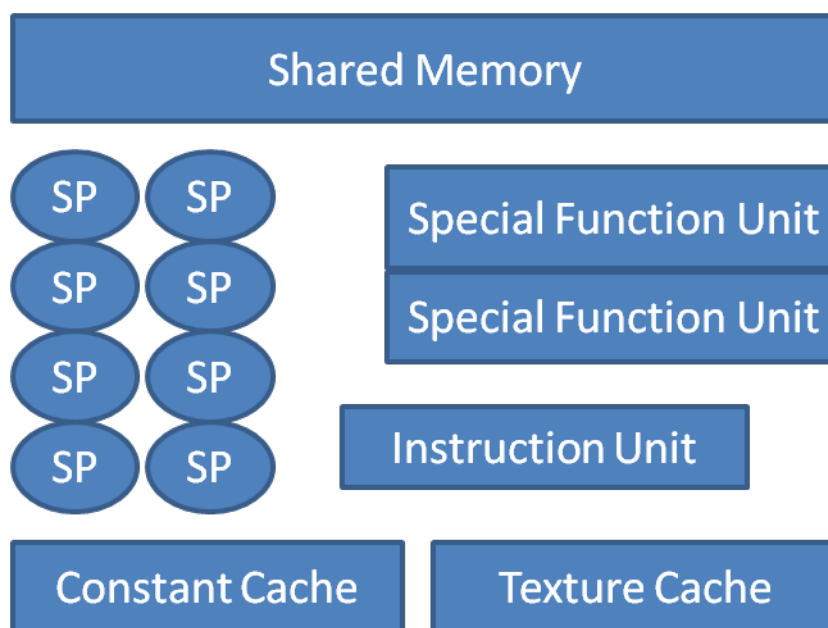 Shared Memory
SP SP
Special Function Unit
SP SP
Special Function Unit
SP SP
Instruction Unit
SP SP
Constant Cache
Texture Cache